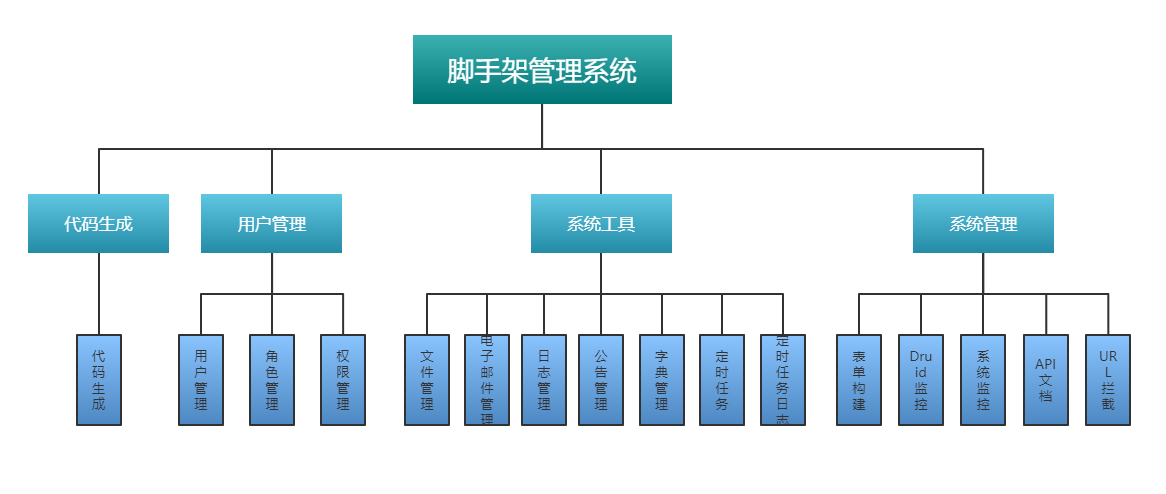 脚手架管理系统
代码生成
用户管理
系统工具
系统管理
代码生成
用户管理
角色管理
权限管理
文件管理
电子邮件管理
日志管理
公告管理
字典管理
定时任务
定时任务日志
表单构建
Druid监控
系统监控
API文档
URL拦截